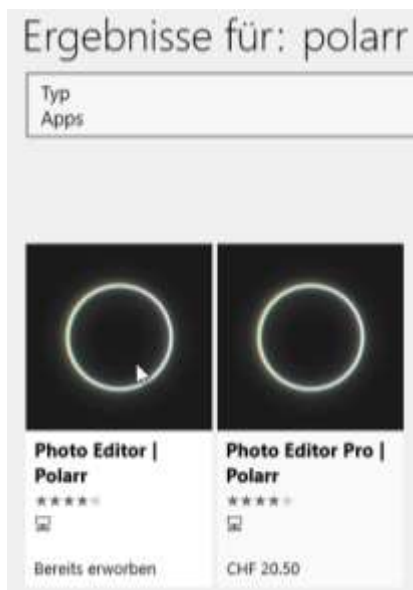 Ergebnisse für: polarr
Typ
Apps
Photo Editor |
Polarr
Bereits erworben
Photo Editor Pro |
Polarr
CHF 20.50